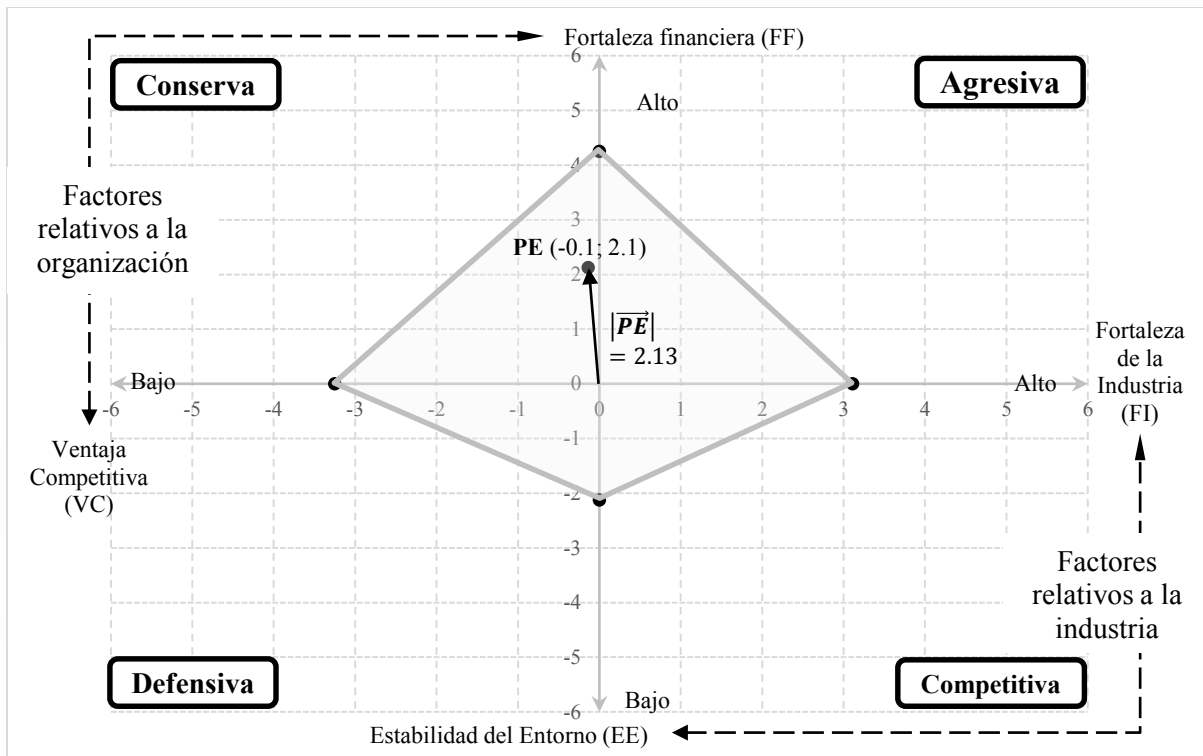 Fortaleza financiera (FF)
Conserva
Agresiva
Alto
Factores
relativos a la
organización
PE (-0.1; 2.1)
|PE|
= 2.13
Bajo
Alto
Fortaleza
de la
Industria
(FI)
6
5
4
3
2
1
0
-1
-2
-3
-4
-5
-6
-6 -5 -4 -3 -2 -1 0 1 2 3 4 5 6
Ventaja
Competitiva
(VC)
Factores
relativos a la
industria
Defensiva
Competitiva
Bajo
Estabilidad del Entorno (EE)